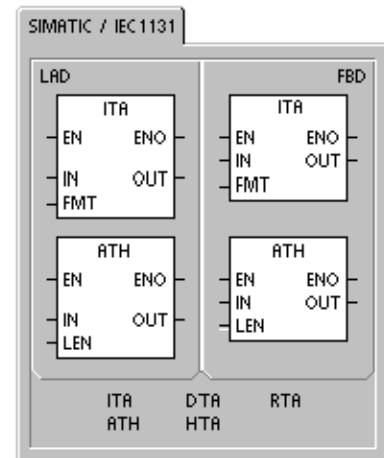 SIMATIC / IEC1131
LAD FBD
ITA ITA
EN ENO EN ENO
IN OUT IN OUT
FMT FMT
ATH ATH
EN ENO EN ENO
IN OUT IN OUT
LEN LEN
ITA DTA RTA
ATH HTA